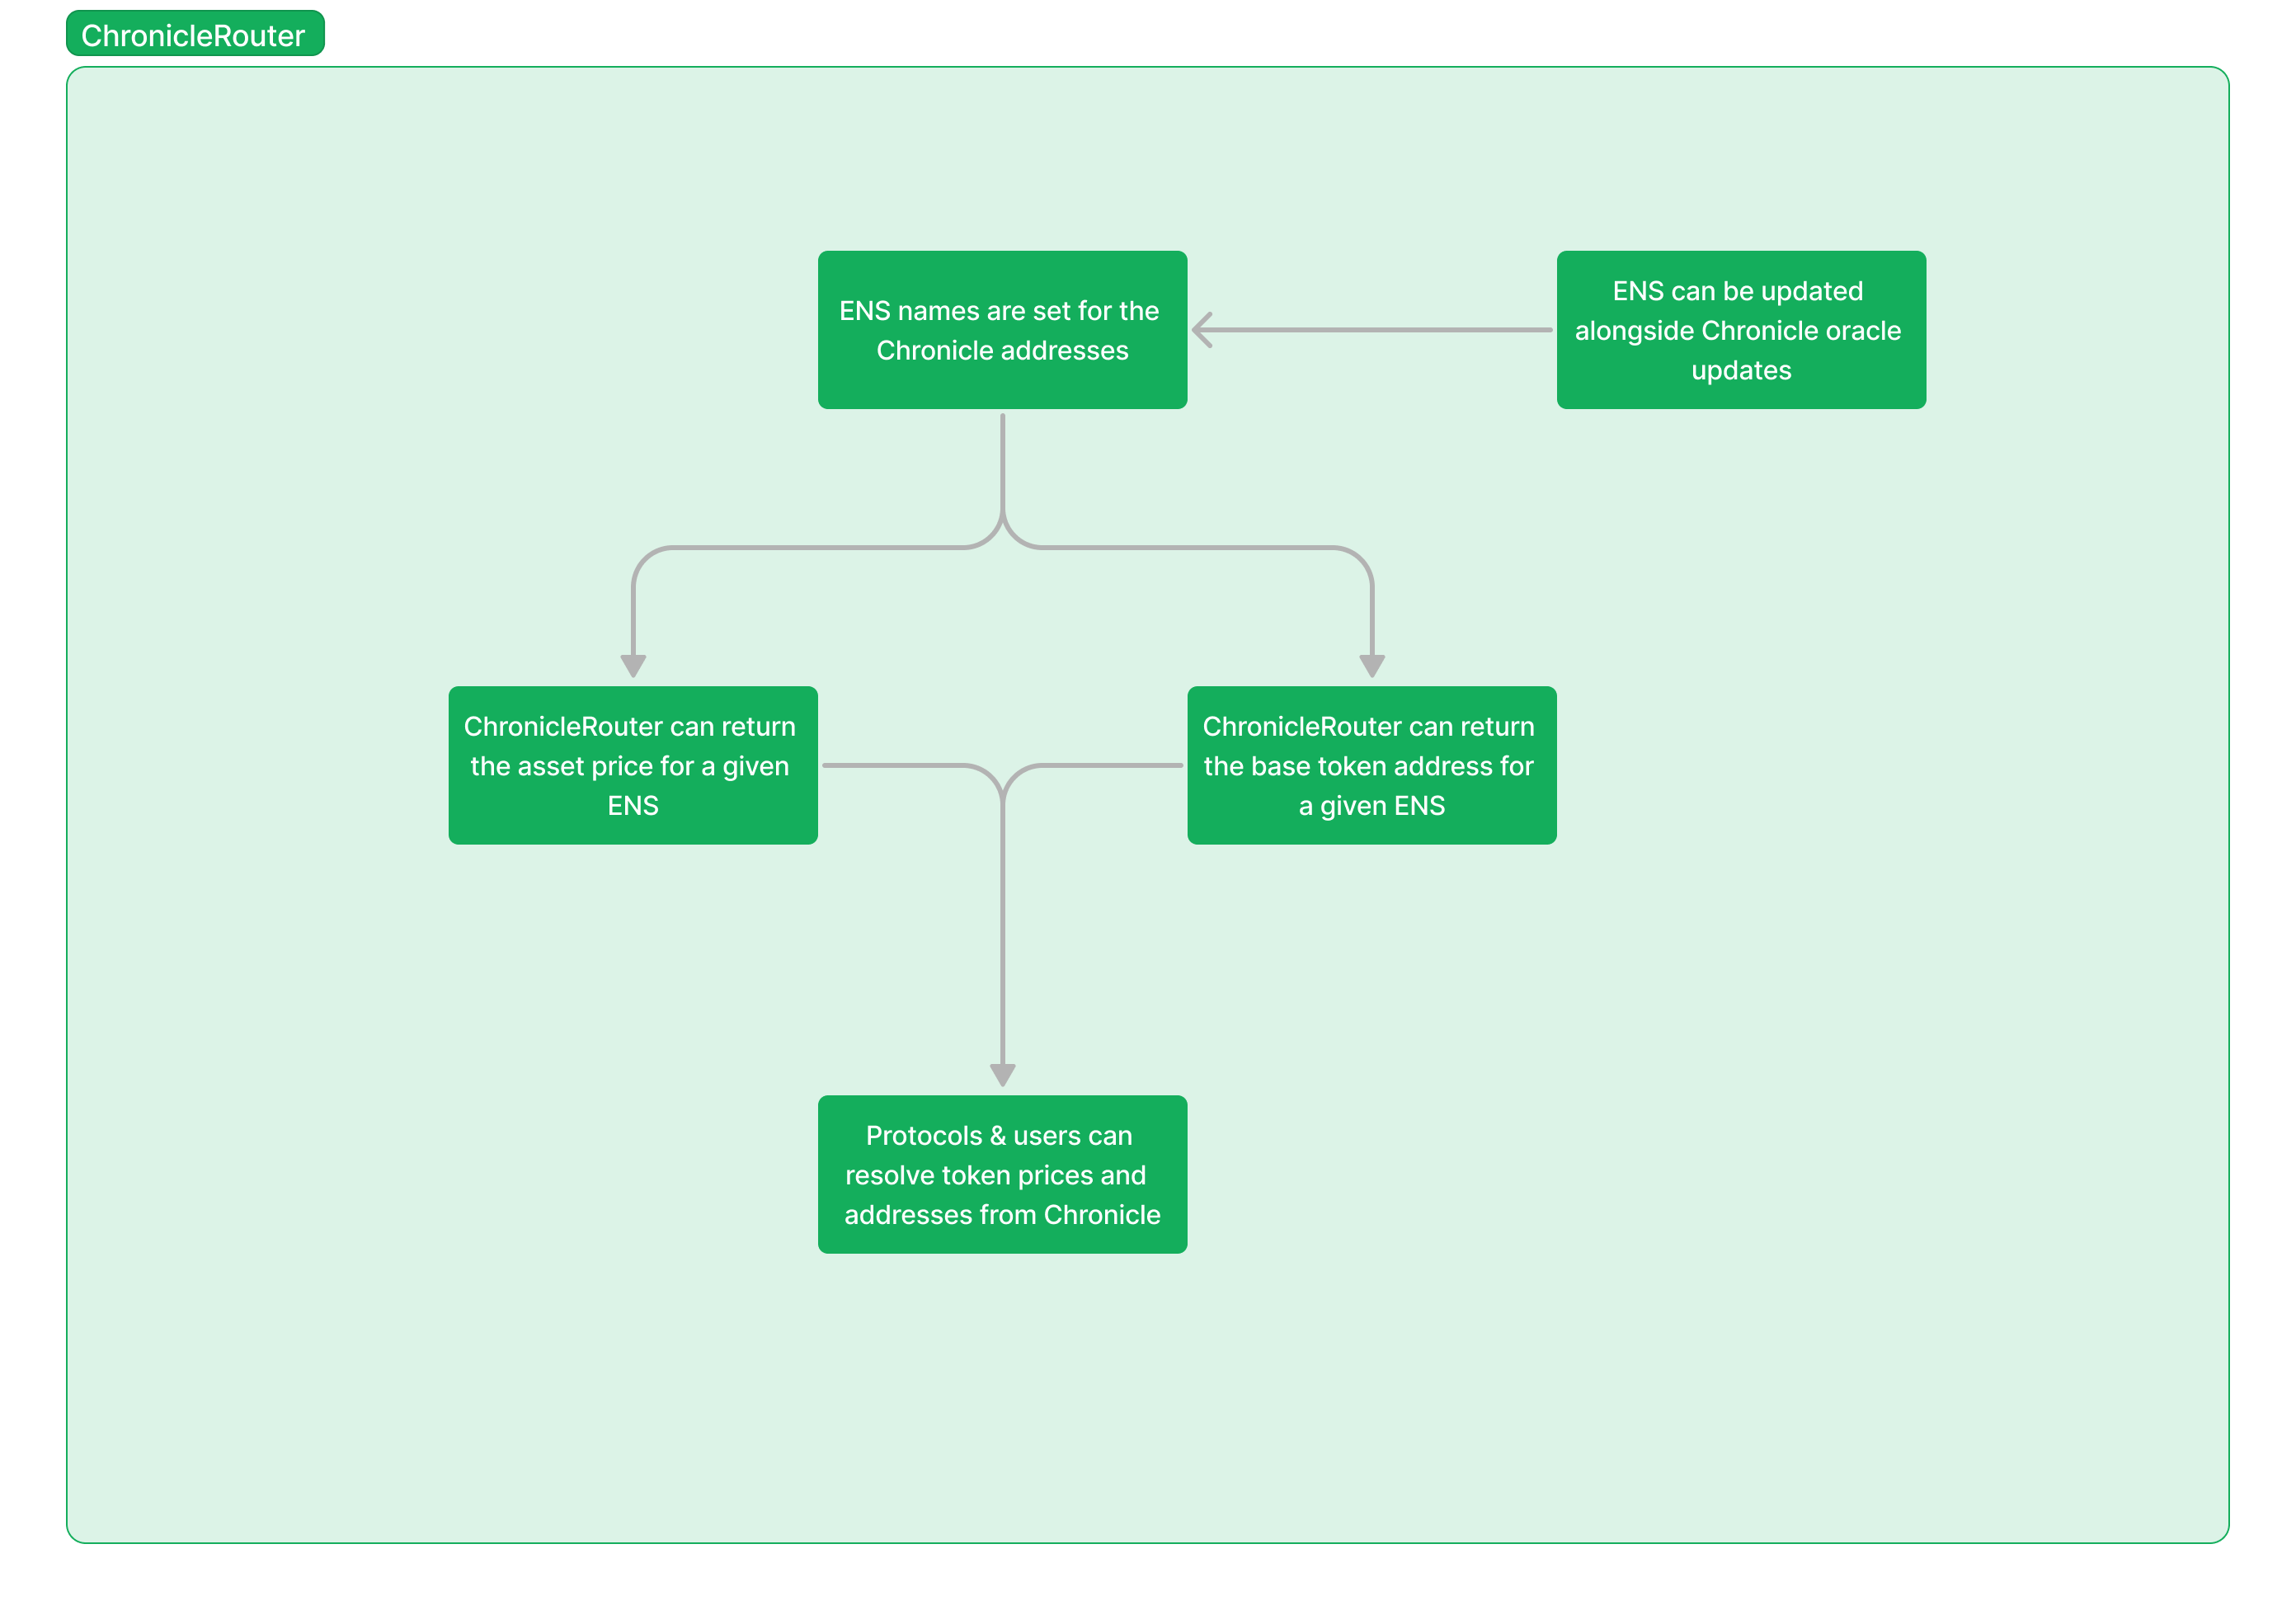 ChronicleRouter
ENS names are set for the
Chronicle addresses
ENS can be updated
alongside Chronicle oracle
updates
ChronicleRouter can return
the asset price for a given
ENS
ChronicleRouter can return
the base token address for
a given ENS
Protocols & users can
resolve token prices and
addresses from Chronicle